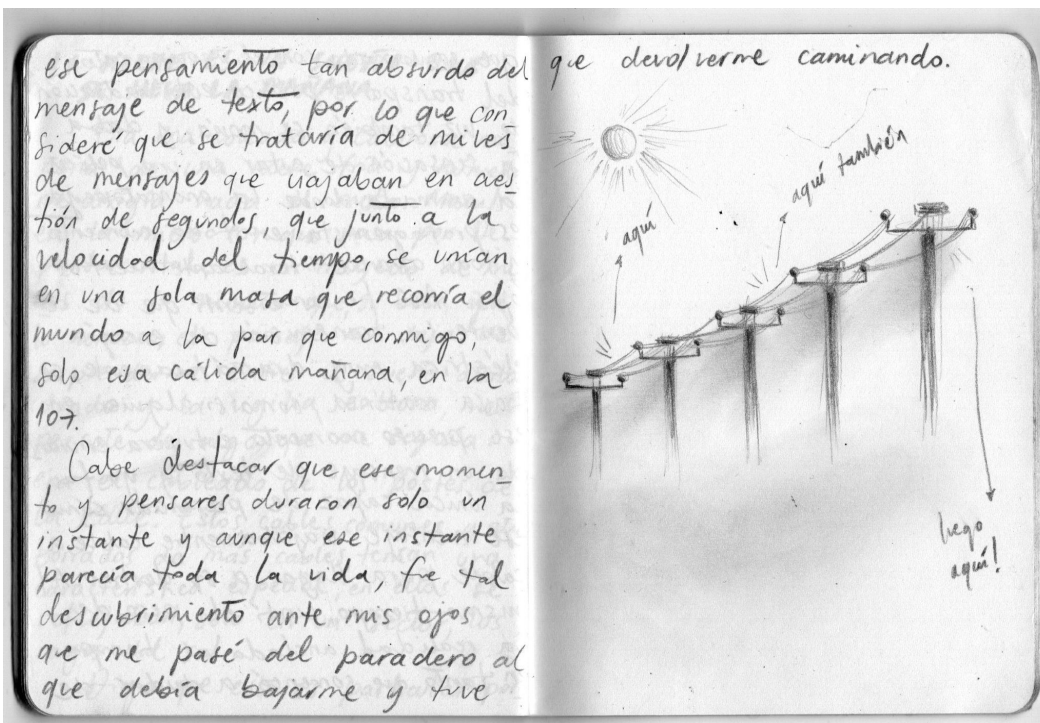 ese pensamiento tan absurdo del
mensaje de texto, por lo que con_
sideré que se trataría de miles
de mensajes que viajaban en aes_
tión de segundos, que junto a la
velocidad del tiempo, se unían
en una sola masa que recorría el
mundo a la par que conmigo,
solo esa cálida mañana, en la
107.
Cabe destacar que ese momen_
to y pensares duraron solo un
instante y aunque ese instante
parecía toda la vida, fue tal
descubrimiento ante mis ojos
que me pasé del paradero al
que debía bajarme y tuve
que devolverme caminando.
aquí
aquí también
luego
aquí!